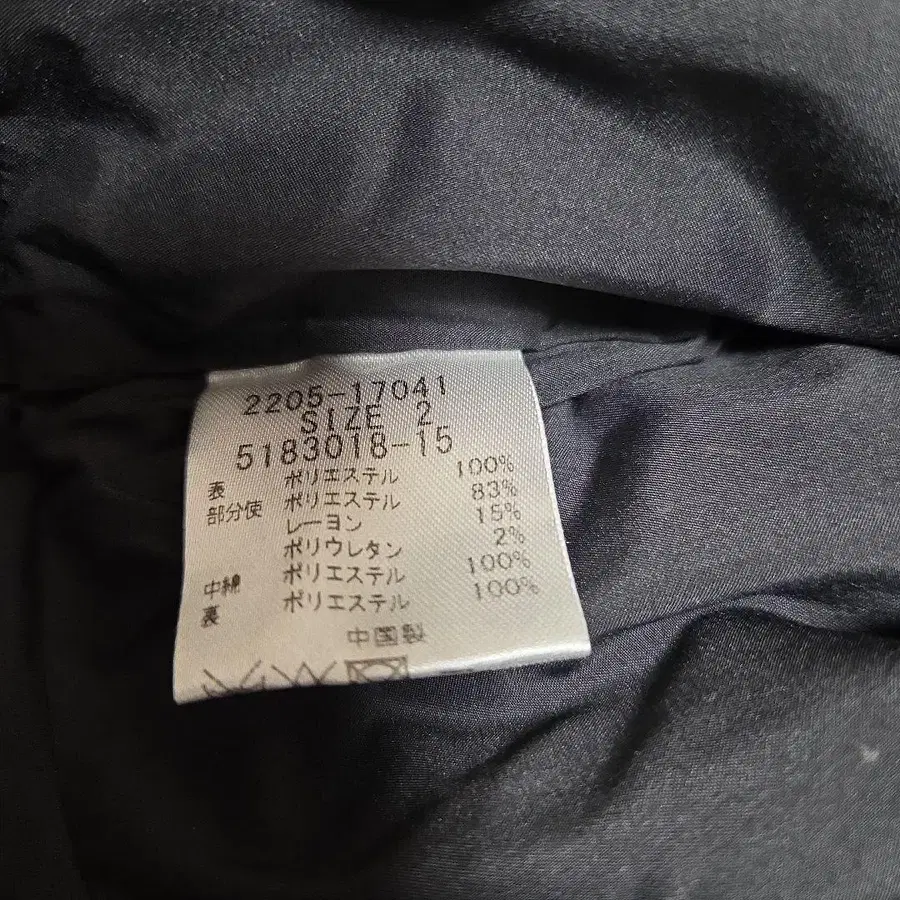 2205-17041
SIZE 2
5183018-15
表 ポリエステル 100%
部分使 ポリエステル 83%
レーヨン 15%
ポリウレタン 2%
中綿 ポリエステル 100%
裏 ポリエステル 100%
中国製